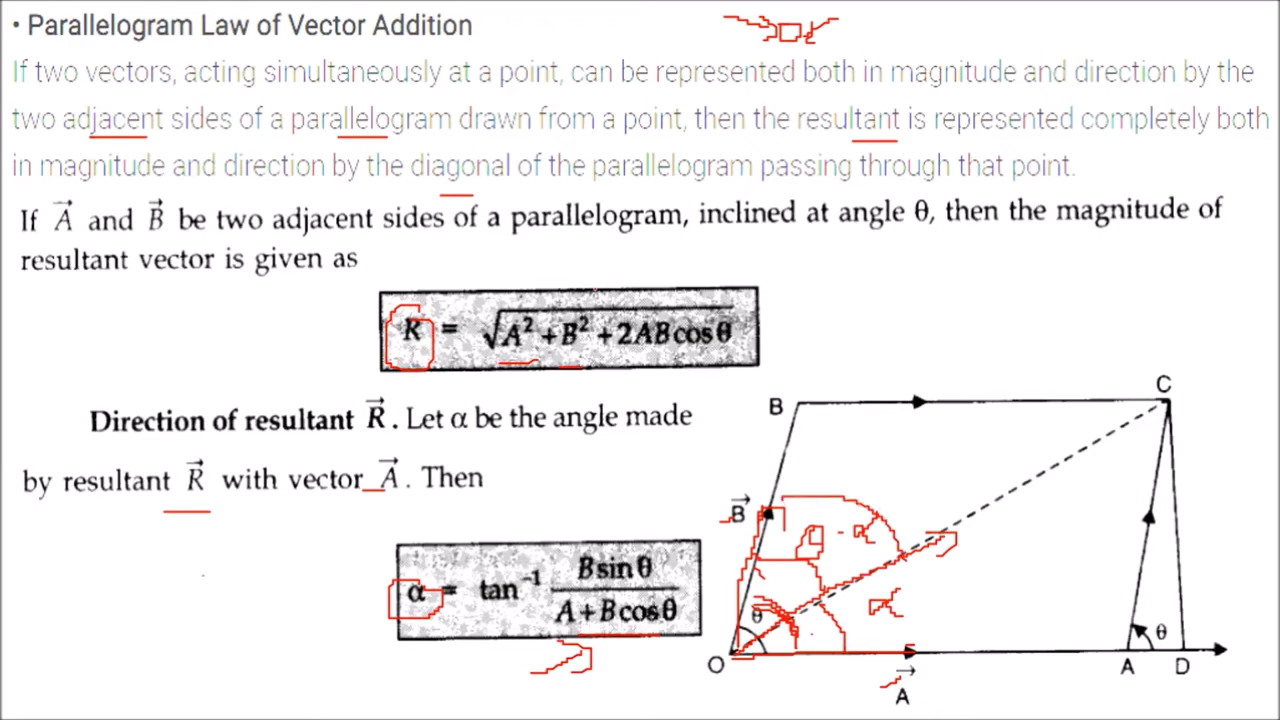 • Parallelogram Law of Vector Addition
If two vectors, acting simultaneously at a point, can be represented both in magnitude and direction by the
two adjacent sides of a parallelogram drawn from a point, then the resultant is represented completely both
in magnitude and direction by the diagonal of the parallelogram passing through that point.
If A⃗ and B⃗ be two adjacent sides of a parallelogram, inclined at angle θ, then the magnitude of
resultant vector is given as
R = √(A² + B² + 2AB cos θ)
Direction of resultant R⃗. Let α be the angle made
by resultant R⃗ with vector A⃗. Then
α = tan⁻¹ (B sin θ)/(A + B cos θ)
B
C
B⃗
θ
θ
O
A
D
A⃗